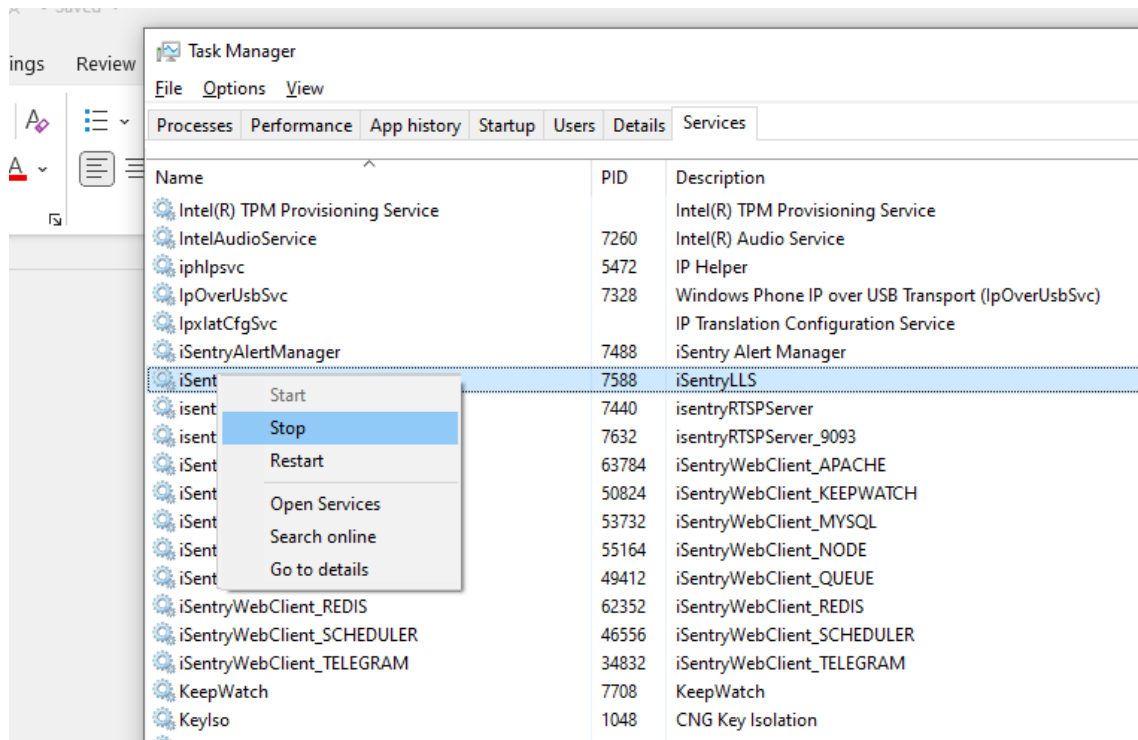 Saved
ings Review
A
A
Task Manager
File Options View
Processes Performance App history Startup Users Details Services
Name PID Description
Intel(R) TPM Provisioning Service Intel(R) TPM Provisioning Service
IntelAudioService 7260 Intel(R) Audio Service
iphlpsvc 5472 IP Helper
IpOverUsbSvc 7328 Windows Phone IP over USB Transport (IpOverUsbSvc)
IpxlatCfgSvc IP Translation Configuration Service
iSentryAlertManager 7488 iSentry Alert Manager
iSent 7588 iSentryLLS
isent 7440 isentryRTSPServer
isent 7632 isentryRTSPServer_9093
iSent 63784 iSentryWebClient_APACHE
iSent 50824 iSentryWebClient_KEEPWATCH
iSent 53732 iSentryWebClient_MYSQL
iSent 55164 iSentryWebClient_NODE
iSent 49412 iSentryWebClient_QUEUE
iSentryWebClient_REDIS 62352 iSentryWebClient_REDIS
iSentryWebClient_SCHEDULER 46556 iSentryWebClient_SCHEDULER
iSentryWebClient_TELEGRAM 34832 iSentryWebClient_TELEGRAM
KeepWatch 7708 KeepWatch
KeyIso 1048 CNG Key Isolation
Start
Stop
Restart
Open Services
Search online
Go to details